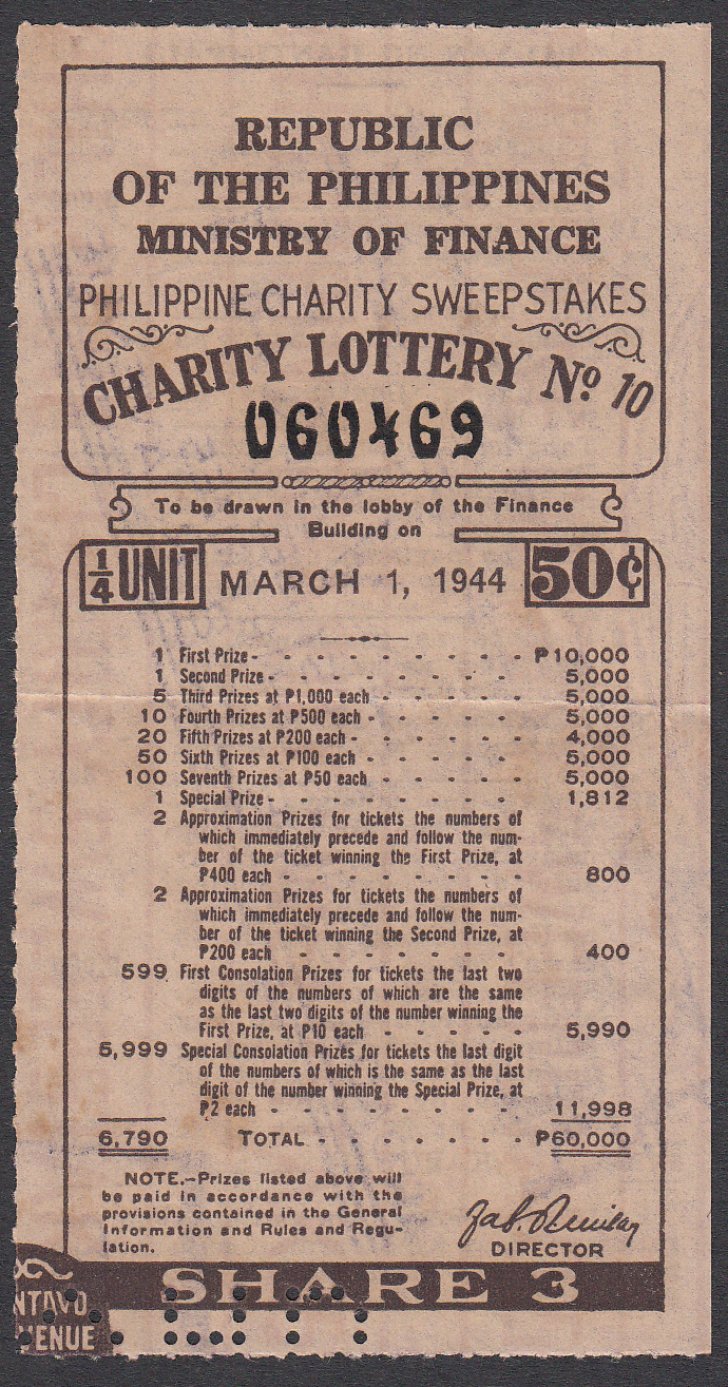 REPUBLIC
OF THE PHILIPPINES
MINISTRY OF FINANCE
PHILIPPINE CHARITY SWEEPSTAKES
CHARITY LOTTERY Nº 10
060469
To be drawn in the lobby of the Finance
Building on
1/4 UNIT MARCH 1, 1944 50¢
1 First Prize - - - - - - - - - - ₱10,000
1 Second Prize - - - - - - - - - 5,000
5 Third Prizes at ₱1,000 each - - - - - 5,000
10 Fourth Prizes at ₱500 each - - - - - - 5,000
20 Fifth Prizes at ₱200 each - - - - - - - 4,000
50 Sixth Prizes at ₱100 each - - - - - - 5,000
100 Seventh Prizes at ₱50 each - - - - - 5,000
1 Special Prize - - - - - - - - - 1,812
2 Approximation Prizes for tickets the numbers of
which immediately precede and follow the num-
ber of the ticket winning the First Prize, at
₱400 each - - - - - - - - - 800
2 Approximation Prizes for tickets the numbers of
which immediately precede and follow the num-
ber of the ticket winning the Second Prize, at
₱200 each - - - - - - - - 400
599 First Consolation Prizes for tickets the last two
digits of the numbers of which are the same
as the last two digits of the number winning the
First Prize, at ₱10 each - - - - - 5,990
5,999 Special Consolation Prizes for tickets the last digit
of the numbers of which is the same as the last
digit of the number winning the Special Prize, at
₱2 each - - - - - - - - - 11,998
6,790 TOTAL - - - - - - - - ₱60,000
NOTE.-Prizes listed above will
be paid in accordance with the
provisions contained in the General
Information and Rules and Regu-
lation.
DIRECTOR
SHARE 3
NTAVO
ENUE